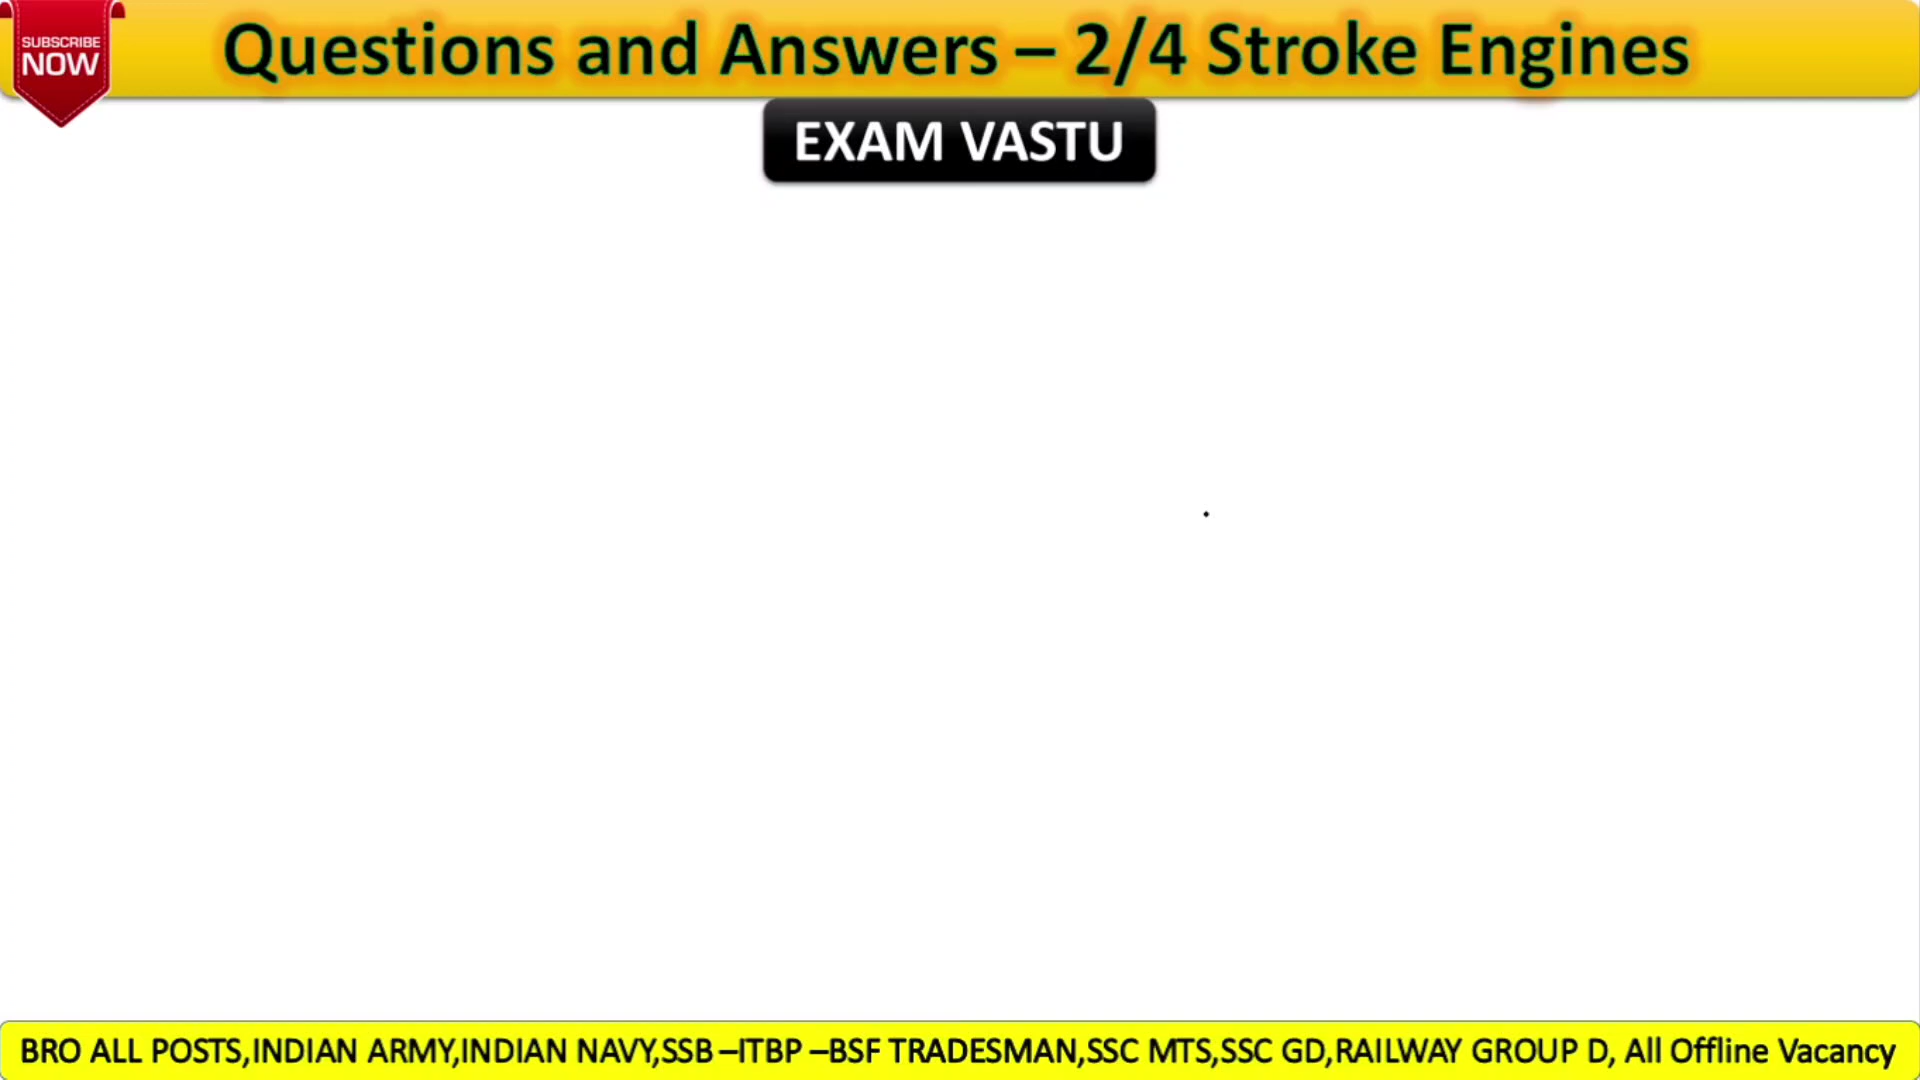 SUBSCRIBE
NOW
Questions and Answers – 2/4 Stroke Engines
EXAM VASTU
BRO ALL POSTS,INDIAN ARMY,INDIAN NAVY,SSB –ITBP –BSF TRADESMAN,SSC MTS,SSC GD,RAILWAY GROUP D, All Offline Vacancy